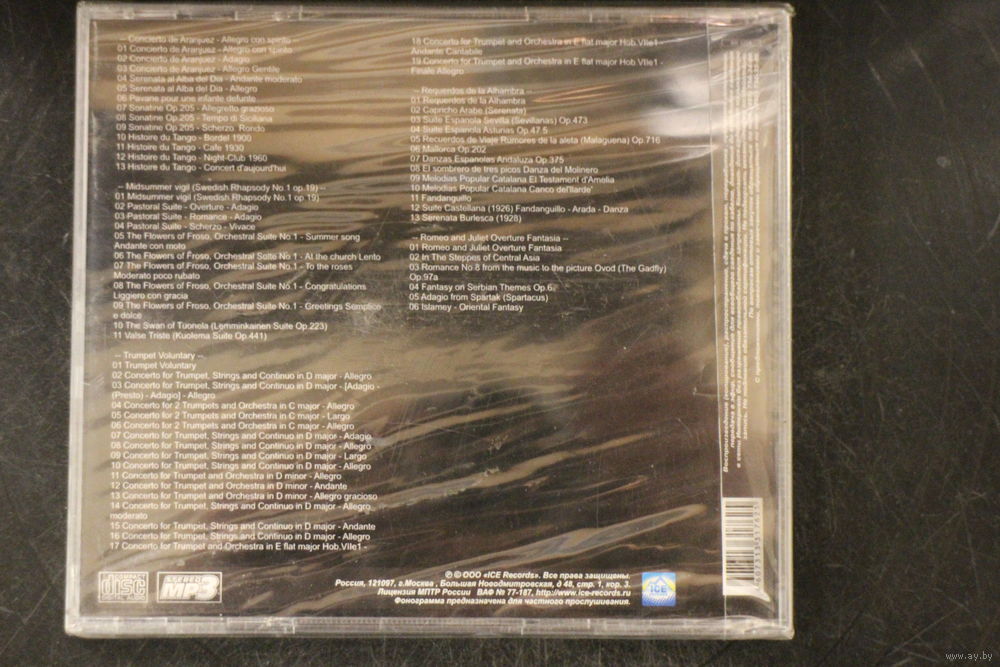 -- Concierto de Aranjuez - Allegro con spirito --
01 Concierto de Aranjuez - Allegro con spirito
02 Concierto de Aranjuez - Adagio
03 Concierto de Aranjuez - Allegro Gentile
04 Serenata al Alba del Dia - Andante moderato
05 Serenata al Alba del Dia - Allegro
06 Pavane pour une infante defunte
07 Sonatine Op.205 - Allegretto grazioso
08 Sonatine Op.205 - Tempo di Siciliana
09 Sonatine Op.205 - Scherzo. Rondo
10 Histoire du Tango - Bordel 1900
11 Histoire du Tango - Cafe 1930
12 Histoire du Tango - Night-Club 1960
13 Histoire du Tango - Concert d'aujourd'hui
-- Midsummer vigil (Swedish Rhapsody No.1 op.19) --
01 Midsummer vigil (Swedish Rhapsody No.1 op.19)
02 Pastoral Suite - Overture - Adagio
03 Pastoral Suite - Romance - Adagio
04 Pastoral Suite - Scherzo - Vivace
05 The Flowers of Froso, Orchestral Suite No.1 - Summer song
Andante con moto
06 The Flowers of Froso, Orchestral Suite No.1 - At the church Lento
07 The Flowers of Froso, Orchestral Suite No.1 - To the roses
Moderato poco rubato
08 The Flowers of Froso, Orchestral Suite No.1 - Congratulations
Liggiero con gracia
09 The Flowers of Froso, Orchestral Suite No.1 - Greetings Semplice
e dolce
10 The Swan of Tuonela (Lemminkainen Suite Op.223)
11 Valse Triste (Kuolema Suite Op.441)
-- Trumpet Voluntary --
01 Trumpet Voluntary
02 Concerto for Trumpet, Strings and Continuo in D major - Allegro
03 Concerto for Trumpet, Strings and Continuo in D major - [Adagio -
(Presto) - Adagio] - Allegro
04 Concerto for 2 Trumpets and Orchestra in C major - Allegro
05 Concerto for 2 Trumpets and Orchestra in C major - Largo
06 Concerto for 2 Trumpets and Orchestra in C major - Allegro
07 Concerto for Trumpet, Strings and Continuo in D major - Adagio
08 Concerto for Trumpet, Strings and Continuo in D major - Allegro
09 Concerto for Trumpet, Strings and Continuo in D major - Largo
10 Concerto for Trumpet, Strings and Continuo in D major - Allegro
11 Concerto for Trumpet and Orchestra in D minor - Allegro
12 Concerto for Trumpet and Orchestra in D minor - Andante
13 Concerto for Trumpet and Orchestra in D minor - Allegro gracioso
14 Concerto for Trumpet, Strings and Continuo in D major - Allegro
moderato
15 Concerto for Trumpet, Strings and Continuo in D major - Andante
16 Concerto for Trumpet, Strings and Continuo in D major - Allegro
17 Concerto for Trumpet and Orchestra in E flat major Hob.VIIe1 -
18 Concerto for Trumpet and Orchestra in E flat major Hob.VIIe1 -
Andante Cantabile
19 Concerto for Trumpet and Orchestra in E flat major Hob VIIe1 -
Finale Allegro
-- Requerdos de la Alhambra --
01 Requerdos de la Alhambra
02 Capricho Arabe (Serenata)
03 Suite Espanola Sevilla (Sevillanas) Op.473
04 Suite Espanola Asturias Op.47.5
05 Recuerdos de Viaje Rumores de la aleta (Malaguena) Op.716
06 Mallorca Op.202
07 Danzas Espanolas Andaluza Op.375
08 El sombrero de tres picos Danza del Molinero
09 Melodias Popular Catalana El Testament d'Amelia
10 Melodias Popular Catalana Canco del'llarde'
11 Fandanguillo
12 Suite Castellana (1926) Fandanguillo - Arada - Danza
13 Serenata Burlesca (1928)
-- Romeo and Juliet Overture Fantasia --
01 Romeo and Juliet Overture Fantasia
02 In The Steppes of Central Asia
03 Romance No 8 from the music to the picture Ovod (The Gadfly)
Op.97a
04 Fantasy on Serbian Themes Op.6
05 Adagio from Spartak (Spartacus)
06 Islamey - Oriental Fantasy
COMPACT
disc
DIGITAL AUDIO
STEREO
MP3
℗ © ООО «ICE Records». Все права защищены.
Россия, 121097, г.Москва , Большая Новодмитровская, д 48, стр. 1, кор. 3.
Лицензия МПТР России ВАФ № 77-187, http://www.ice-records.ru
Фонограмма предназначена для частного прослушивания.
ICE
www.ay.by